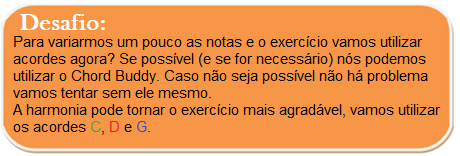 Desafio:
Para variarmos um pouco as notas e o exercício vamos utilizar
acordes agora? Se possível (e se for necessário) nós podemos
utilizar o Chord Buddy. Caso não seja possível não há problema
vamos tentar sem ele mesmo.
A harmonia pode tornar o exercício mais agradável, vamos utilizar
os acordes C, D e G.